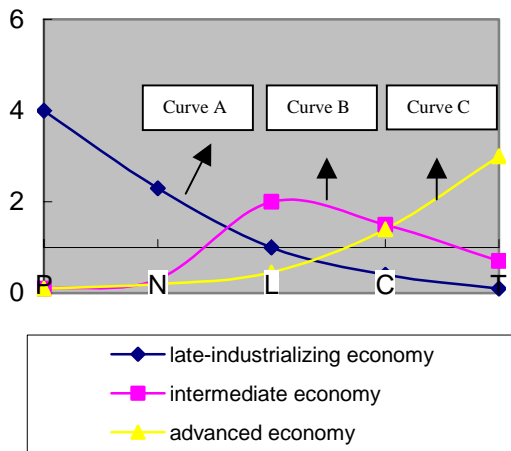 6
Curve A Curve B Curve C
4
2
0
P N L C T
late-industrializing economy
intermediate economy
advanced economy